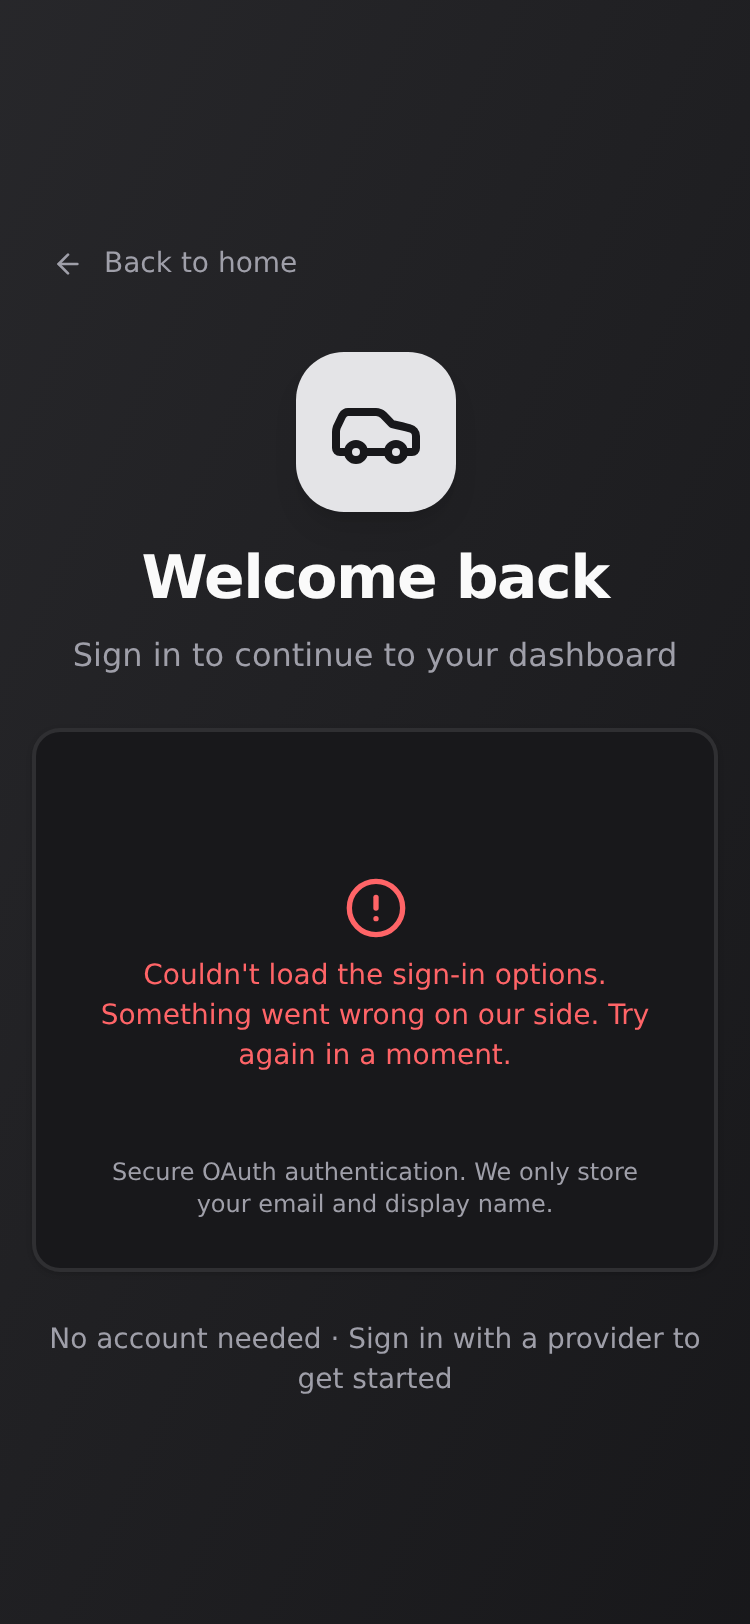 Back to home
Welcome back
Sign in to continue to your dashboard
Couldn't load the sign-in options.
Something went wrong on our side. Try
again in a moment.
Secure OAuth authentication. We only store
your email and display name.
No account needed · Sign in with a provider to
get started